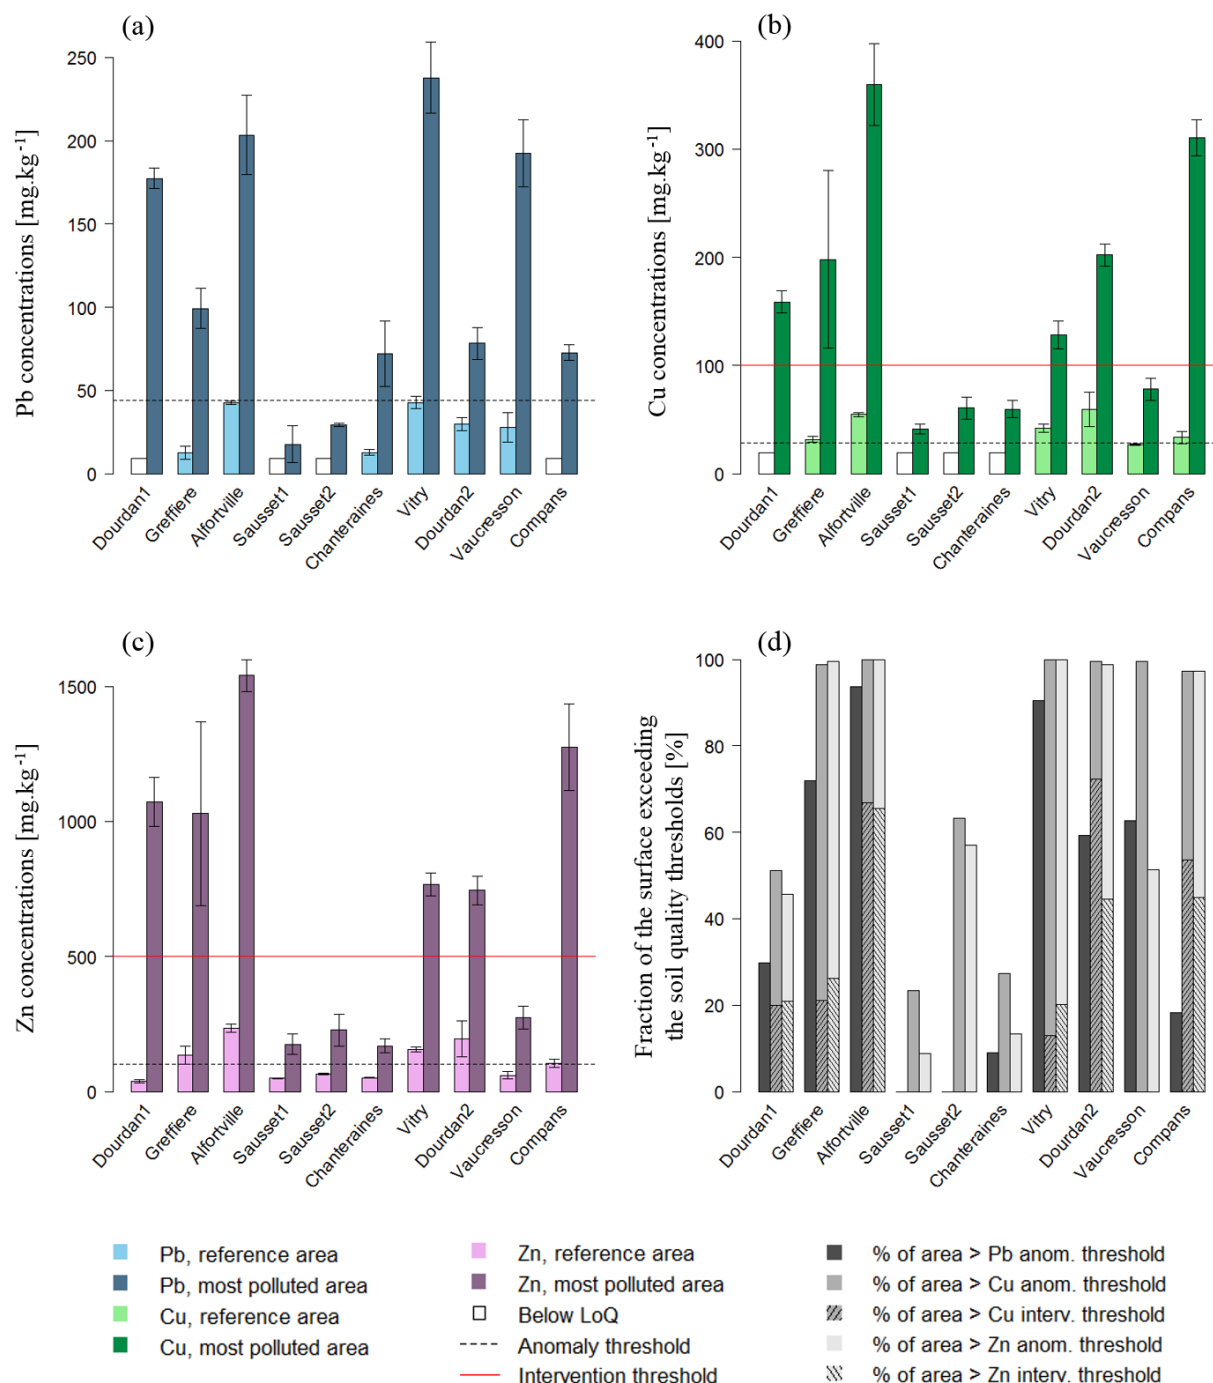 (a)
Pb concentrations [mg.kg⁻¹]
250
200
150
100
50
0
Dourdan1
Greffiere
Alfortville
Sausset1
Sausset2
Chanteraines
Vitry
Dourdan2
Vaucresson
Compans
(b)
Cu concentrations [mg.kg⁻¹]
400
300
200
100
0
Dourdan1
Greffiere
Alfortville
Sausset1
Sausset2
Chanteraines
Vitry
Dourdan2
Vaucresson
Compans
(c)
Zn concentrations [mg.kg⁻¹]
1500
1000
500
0
Dourdan1
Greffiere
Alfortville
Sausset1
Sausset2
Chanteraines
Vitry
Dourdan2
Vaucresson
Compans
(d)
Fraction of the surface exceeding
the soil quality thresholds [%]
100
80
60
40
20
0
Dourdan1
Greffiere
Alfortville
Sausset1
Sausset2
Chanteraines
Vitry
Dourdan2
Vaucresson
Compans
Pb, reference area
Pb, most polluted area
Cu, reference area
Cu, most polluted area
Zn, reference area
Zn, most polluted area
Below LoQ
Anomaly threshold
Intervention threshold
% of area > Pb anom. threshold
% of area > Cu anom. threshold
% of area > Cu interv. threshold
% of area > Zn anom. threshold
% of area > Zn interv. threshold